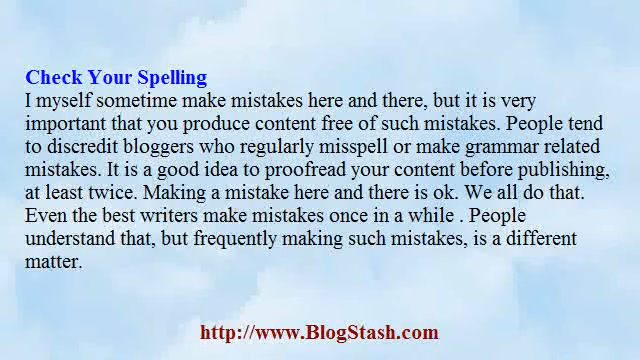 Check Your Spelling
I myself sometime make mistakes here and there, but it is very
important that you produce content free of such mistakes. People tend
to discredit bloggers who regularly misspell or make grammar related
mistakes. It is a good idea to proofread your content before publishing,
at least twice. Making a mistake here and there is ok. We all do that.
Even the best writers make mistakes once in a while . People
understand that, but frequently making such mistakes, is a different
matter.
http://www.BlogStash.com